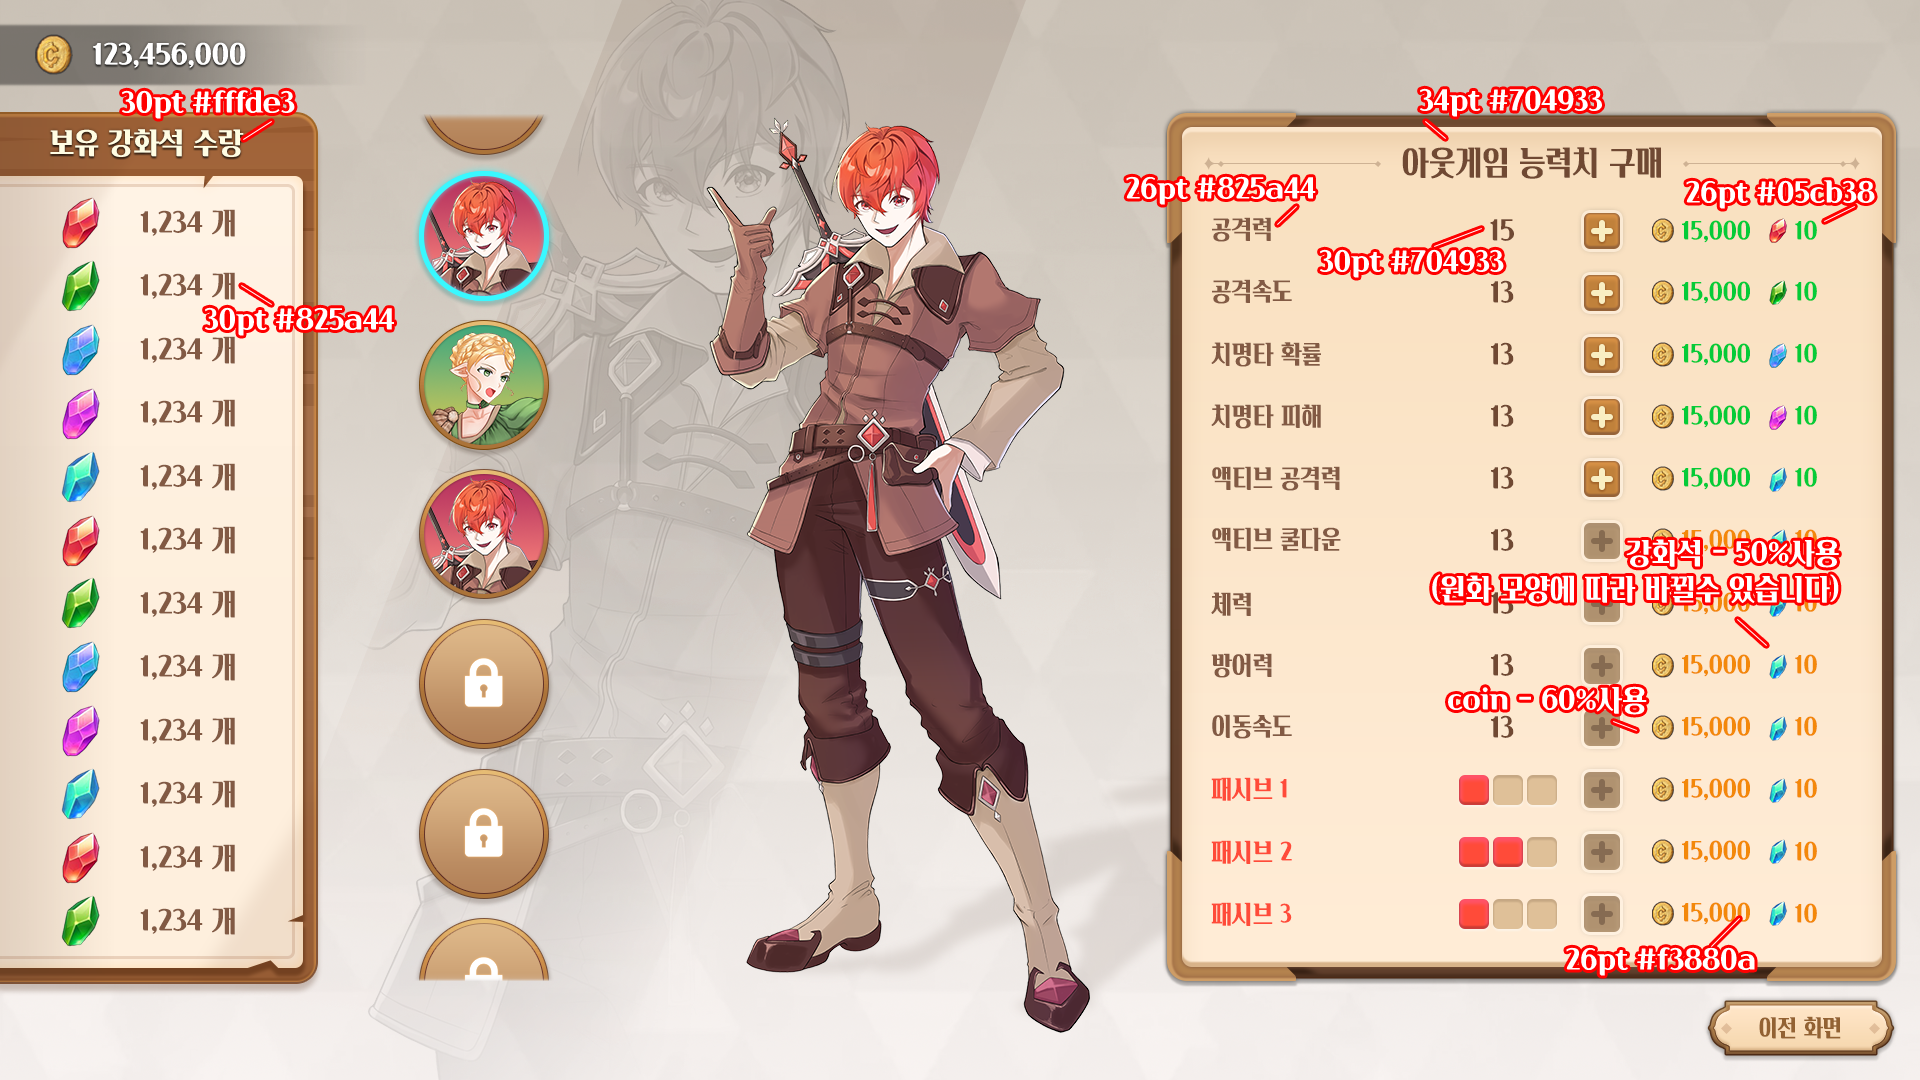 123,456,000
30pt #fffde3
보유 강화석 수량
1,234 개
1,234 개
30pt #825a44
1,234 개
1,234 개
1,234 개
1,234 개
1,234 개
1,234 개
1,234 개
1,234 개
1,234 개
1,234 개
34pt #704933
아웃게임 능력치 구매
26pt #825a44
26pt #05cb38
공격력 15 15,000 10
30pt #704933
공격속도 13 15,000 10
치명타 확률 13 15,000 10
치명타 피해 13 15,000 10
액티브 공격력 13 15,000 10
액티브 쿨다운 13 15,000 10
강화석 - 50%사용
(원화 모양에 따라 바뀔수 있습니다)
체력 13 15,000 10
방어력 13 15,000 10
coin - 60%사용
이동속도 13 15,000 10
패시브 1 15,000 10
패시브 2 15,000 10
패시브 3 15,000 10
26pt #f3880a
이전 화면